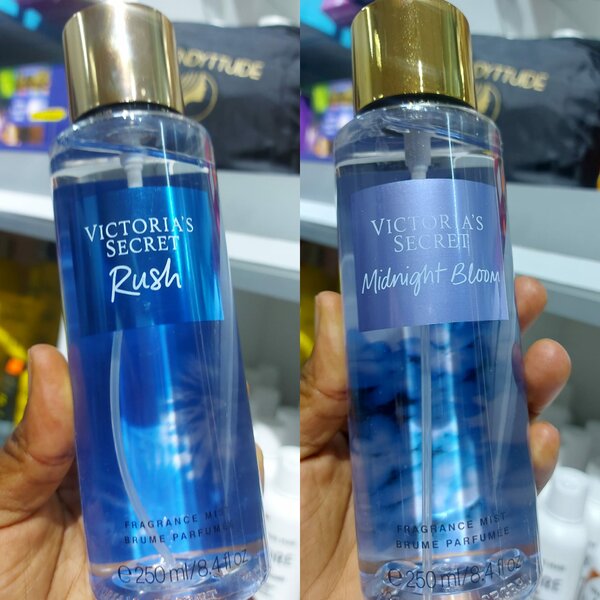 VICTORIA'S
SECRET
Rush
FRAGRANCE MIST
BRUME PARFUMÉE
℮ 250 ml/8.4 fl oz
VICTORIA'S
SECRET
Midnight Bloom
FRAGRANCE MIST
BRUME PARFUMÉE
℮ 250 ml/8.4 fl oz